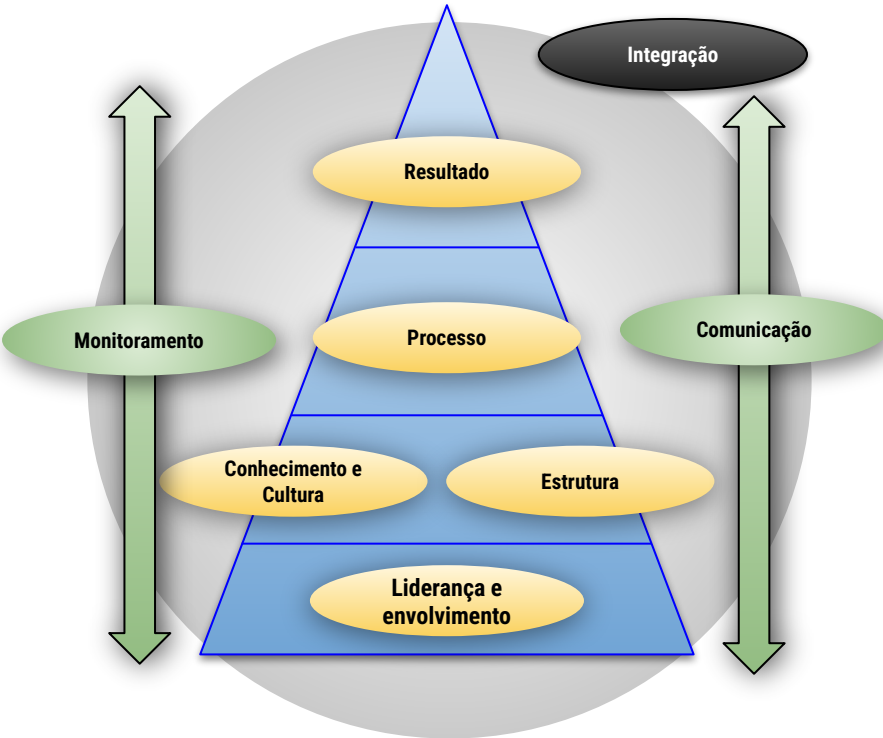 Integração
Resultado
Processo
Monitoramento
Comunicação
Conhecimento e
Cultura
Estrutura
Liderança e
envolvimento